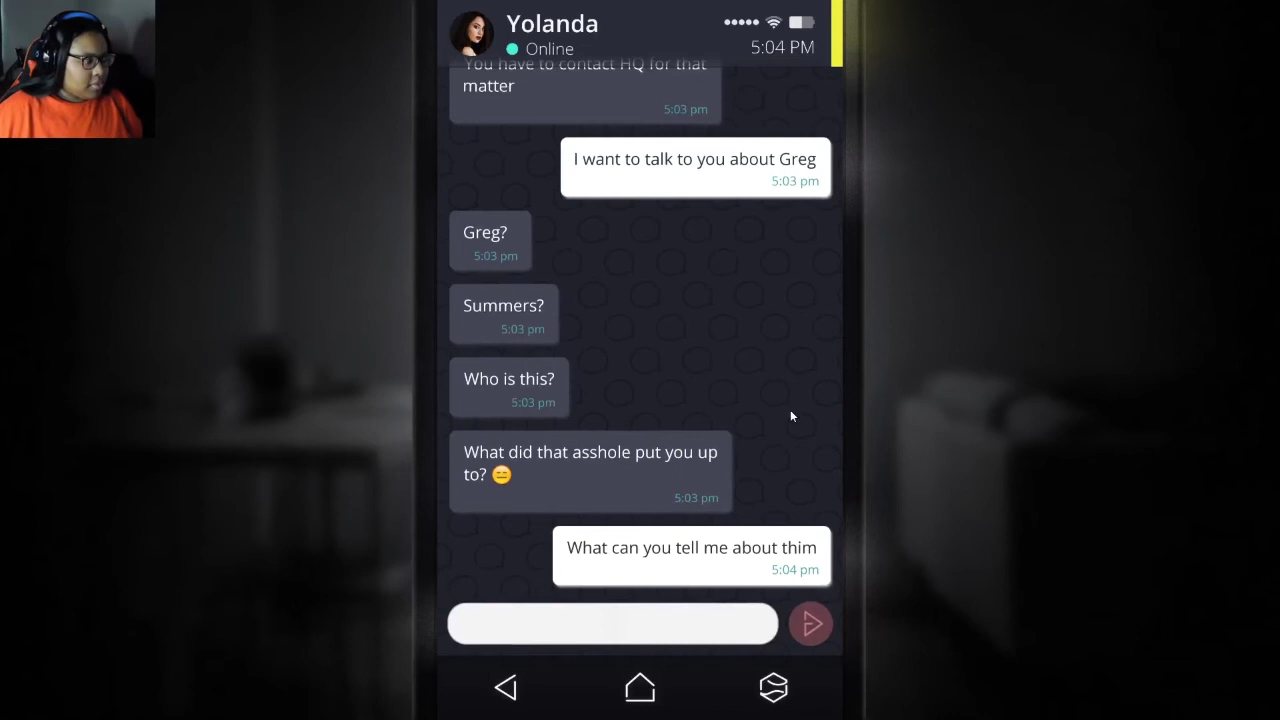 Yolanda
Online
5:04 PM
You have to contact HQ for that
matter
5:03 pm
I want to talk to you about Greg
5:03 pm
Greg?
5:03 pm
Summers?
5:03 pm
Who is this?
5:03 pm
What did that asshole put you up
to? 😑
5:03 pm
What can you tell me about thim
5:04 pm